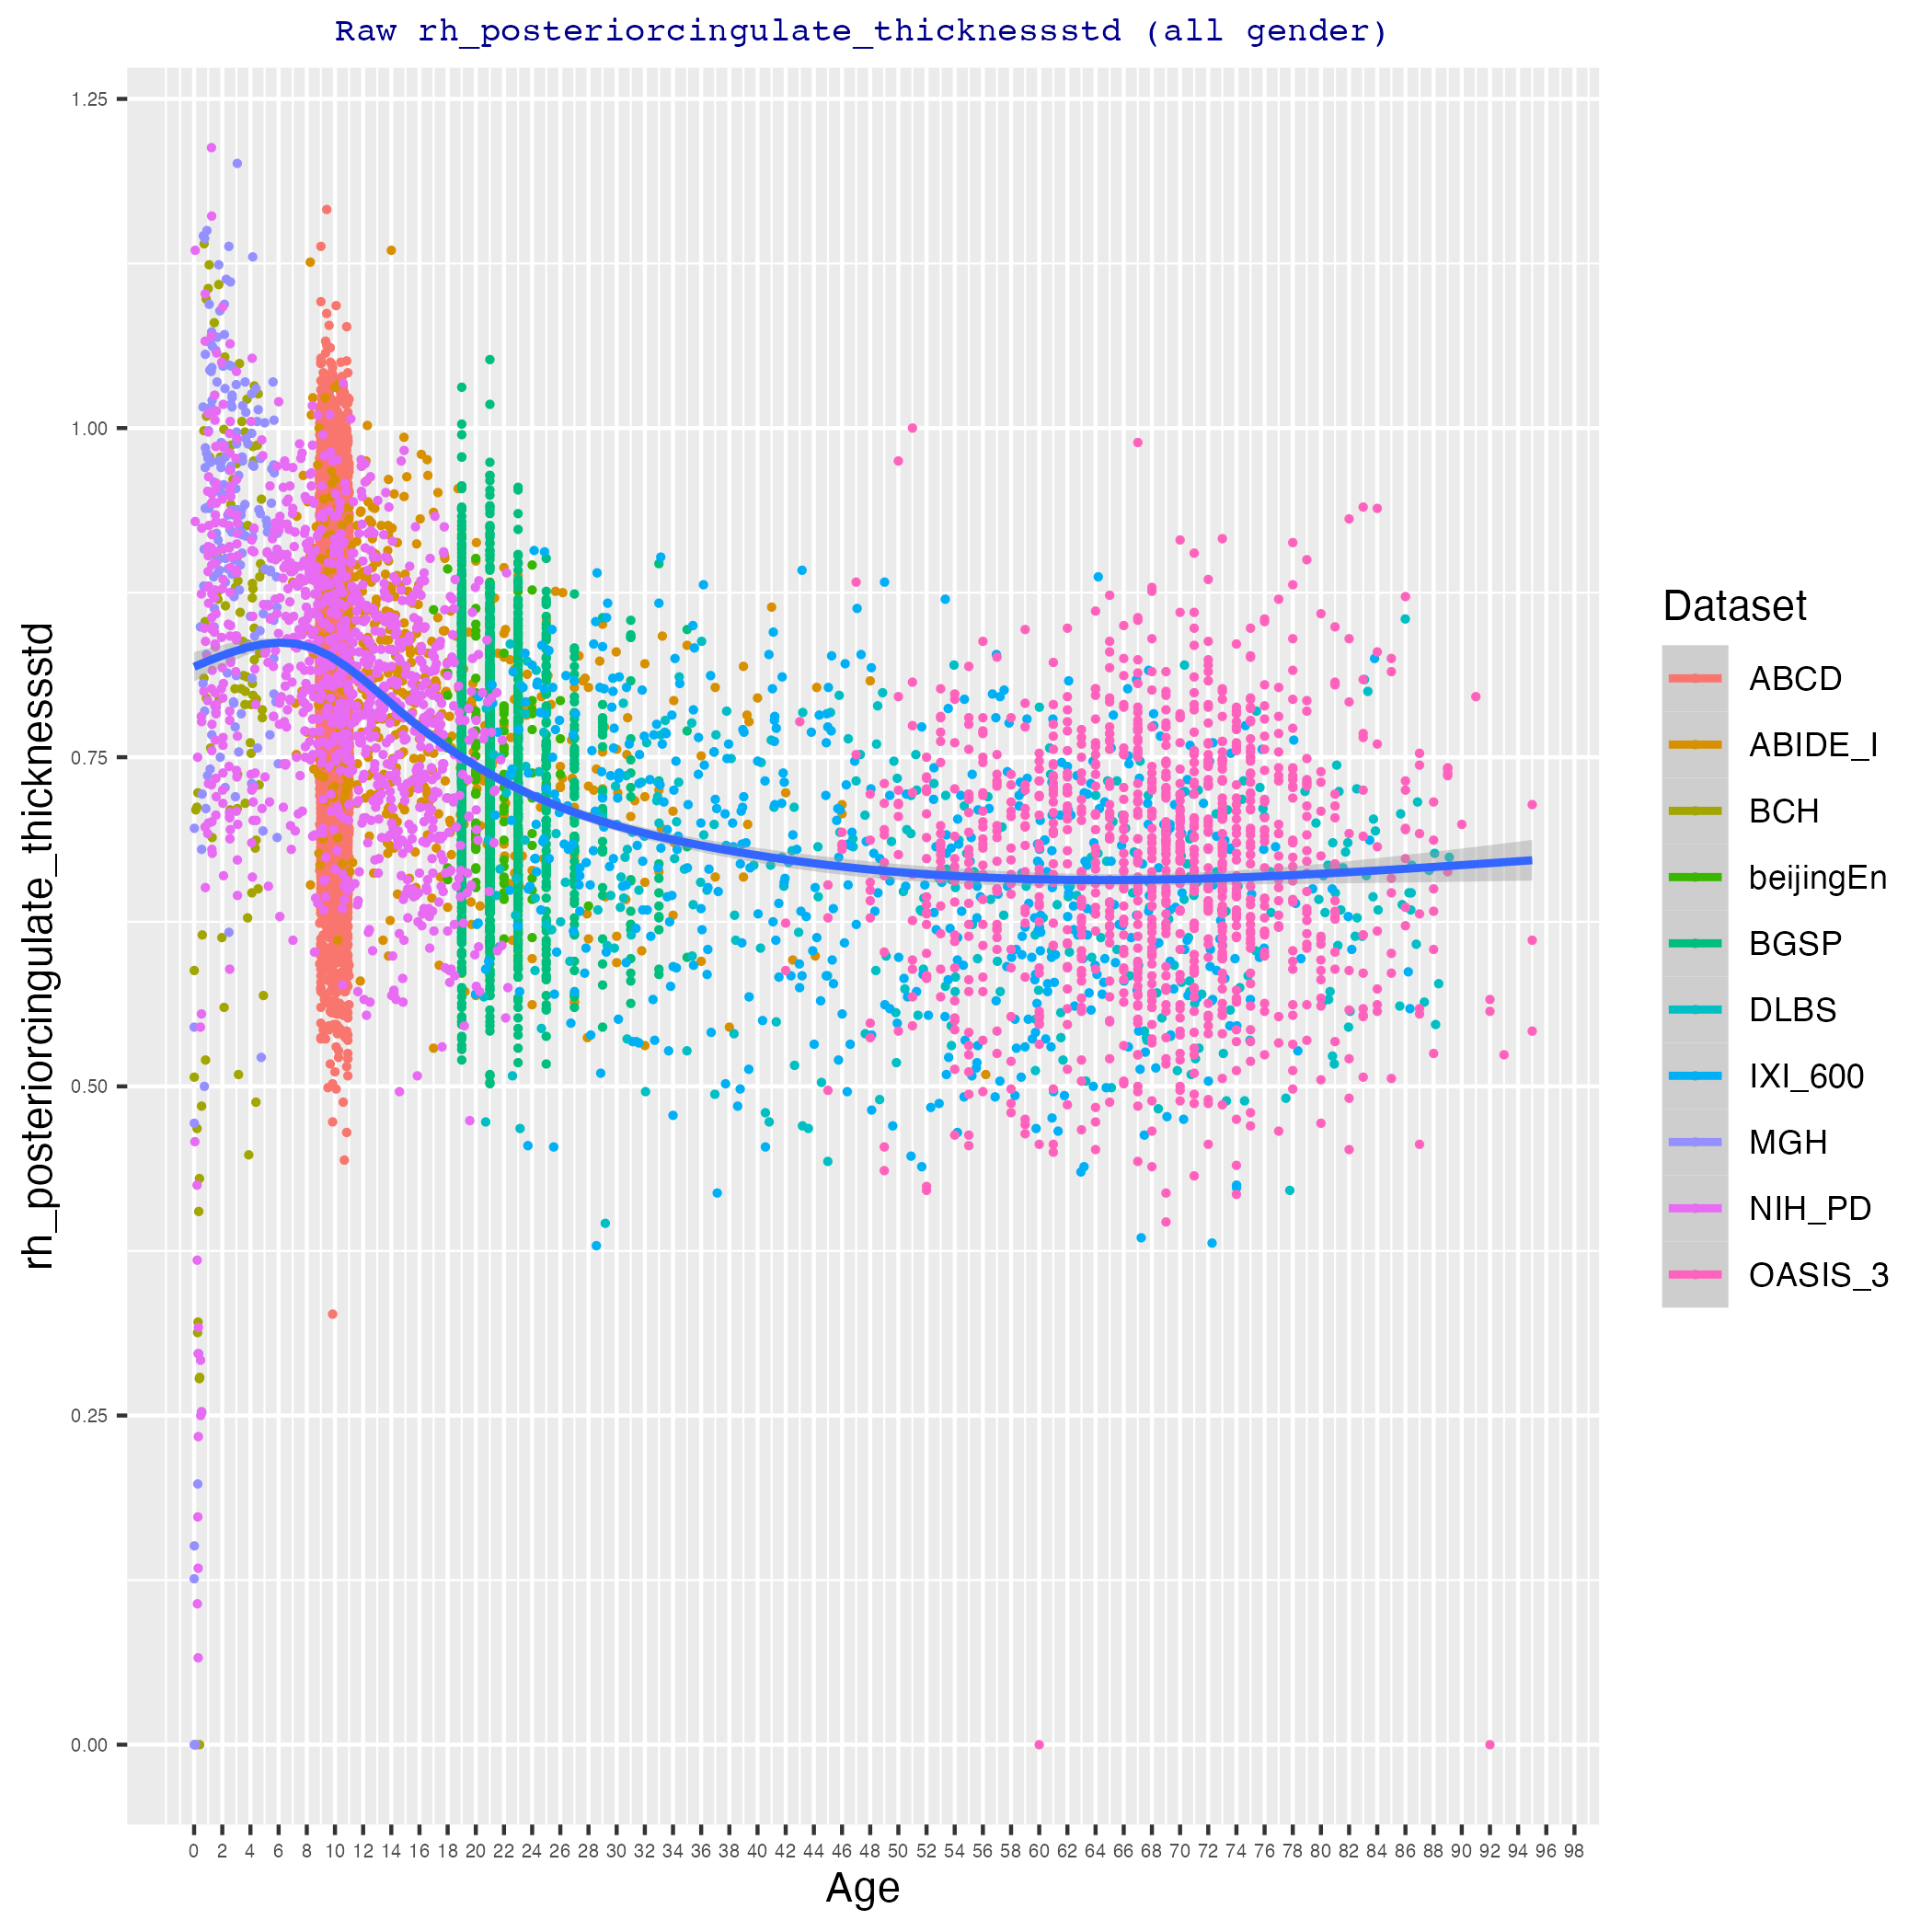 Raw rh_posteriorcingulate_thicknessstd (all gender)
1.25
1.00
0.75
0.50
0.25
0.00
rh_posteriorcingulate_thicknessstd
0 2 4 6 8 10 12 14 16 18 20 22 24 26 28 30 32 34 36 38 40 42 44 46 48 50 52 54 56 58 60 62 64 66 68 70 72 74 76 78 80 82 84 86 88 90 92 94 96 98
Age
Dataset
ABCD
ABIDE_I
BCH
beijingEn
BGSP
DLBS
IXI_600
MGH
NIH_PD
OASIS_3